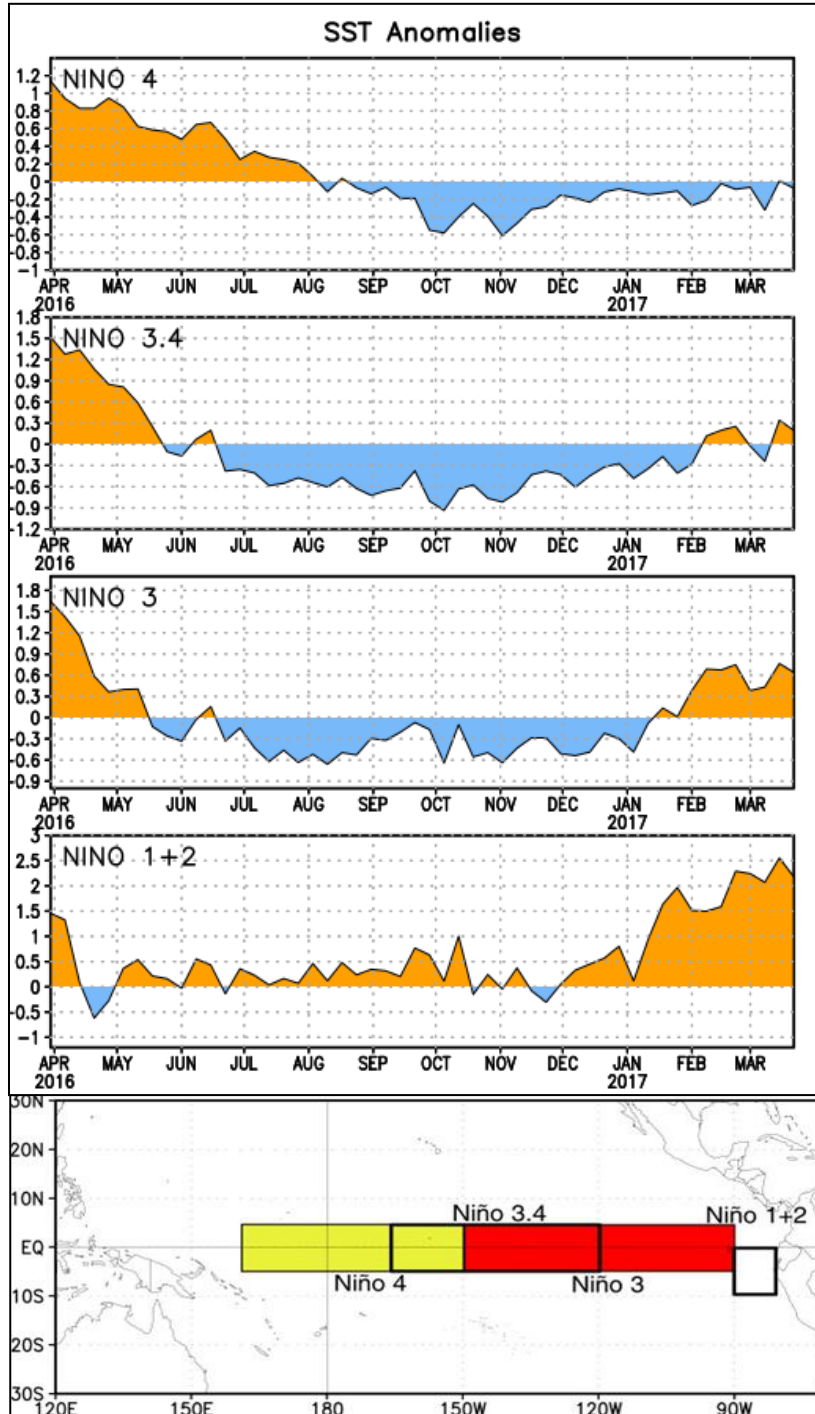 SST Anomalies
NINO 4
1.2
1
0.8
0.6
0.4
0.2
0
-0.2
-0.4
-0.6
-0.8
-1
APR MAY JUN JUL AUG SEP OCT NOV DEC JAN FEB MAR
2016 2017
NINO 3.4
1.8
1.5
1.2
0.9
0.6
0.3
0
-0.3
-0.6
-0.9
-1.2
APR MAY JUN JUL AUG SEP OCT NOV DEC JAN FEB MAR
2016 2017
NINO 3
1.8
1.5
1.2
0.9
0.6
0.3
0
-0.3
-0.6
-0.9
APR MAY JUN JUL AUG SEP OCT NOV DEC JAN FEB MAR
2016 2017
NINO 1+2
3
2.5
2
1.5
1
0.5
0
-0.5
-1
APR MAY JUN JUL AUG SEP OCT NOV DEC JAN FEB MAR
2016 2017
30N
20N
10N
EQ
10S
20S
30S
Niño 3.4
Niño 1+2
Niño 4
Niño 3
120E 150E 180 150W 120W 90W